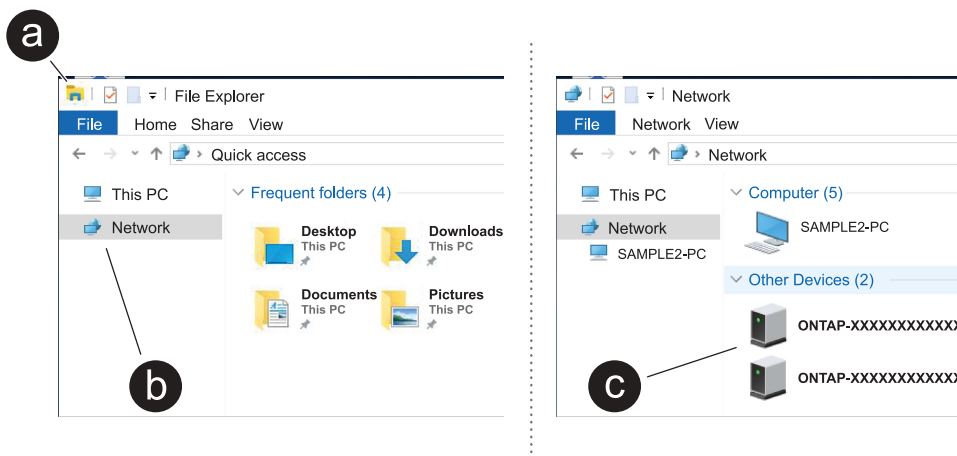 a
File Explorer
File Home Share View
Quick access
This PC
Network
Frequent folders (4)
Desktop
This PC
Downloads
This PC
Documents
This PC
Pictures
This PC
b
Network
File Network View
Network
This PC
Network
SAMPLE2-PC
Computer (5)
SAMPLE2-PC
Other Devices (2)
ONTAP-XXXXXXXXXXXX
ONTAP-XXXXXXXXXXXX
c